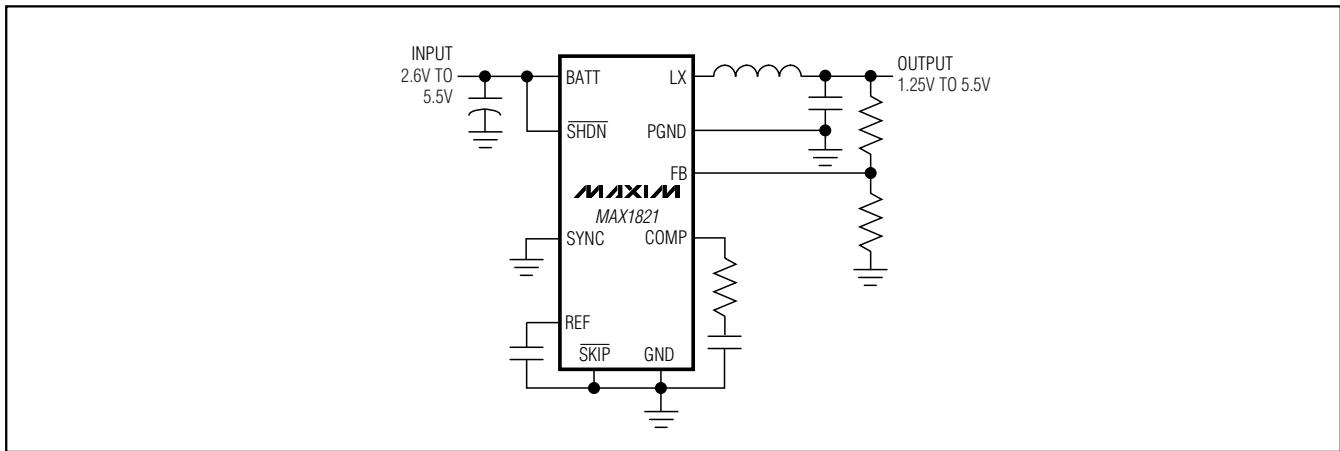 INPUT
2.6V TO
5.5V
BATT
SHDN
SYNC
REF
SKIP
GND
LX
PGND
FB
COMP
MAXIM
MAX1821
OUTPUT
1.25V TO 5.5V